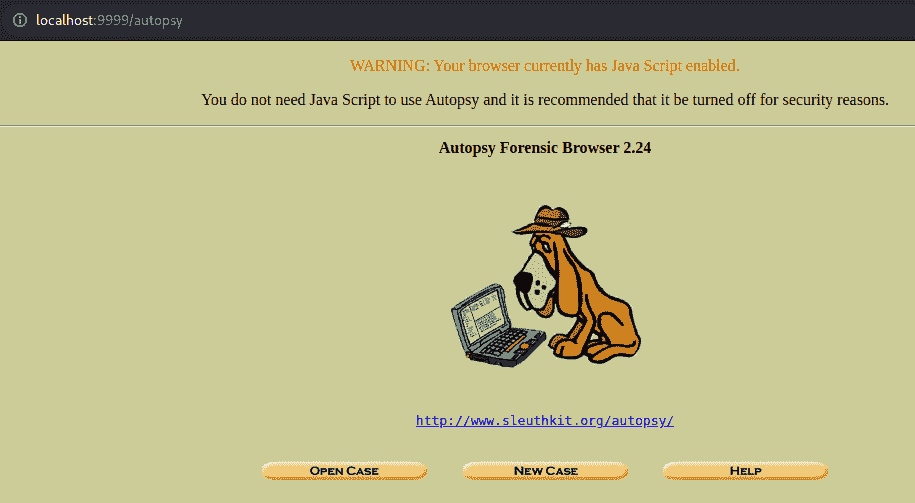 localhost:9999/autopsy
WARNING: Your browser currently has Java Script enabled.
You do not need Java Script to use Autopsy and it is recommended that it be turned off for security reasons.
Autopsy Forensic Browser 2.24
http://www.sleuthkit.org/autopsy/
OPEN CASE NEW CASE HELP